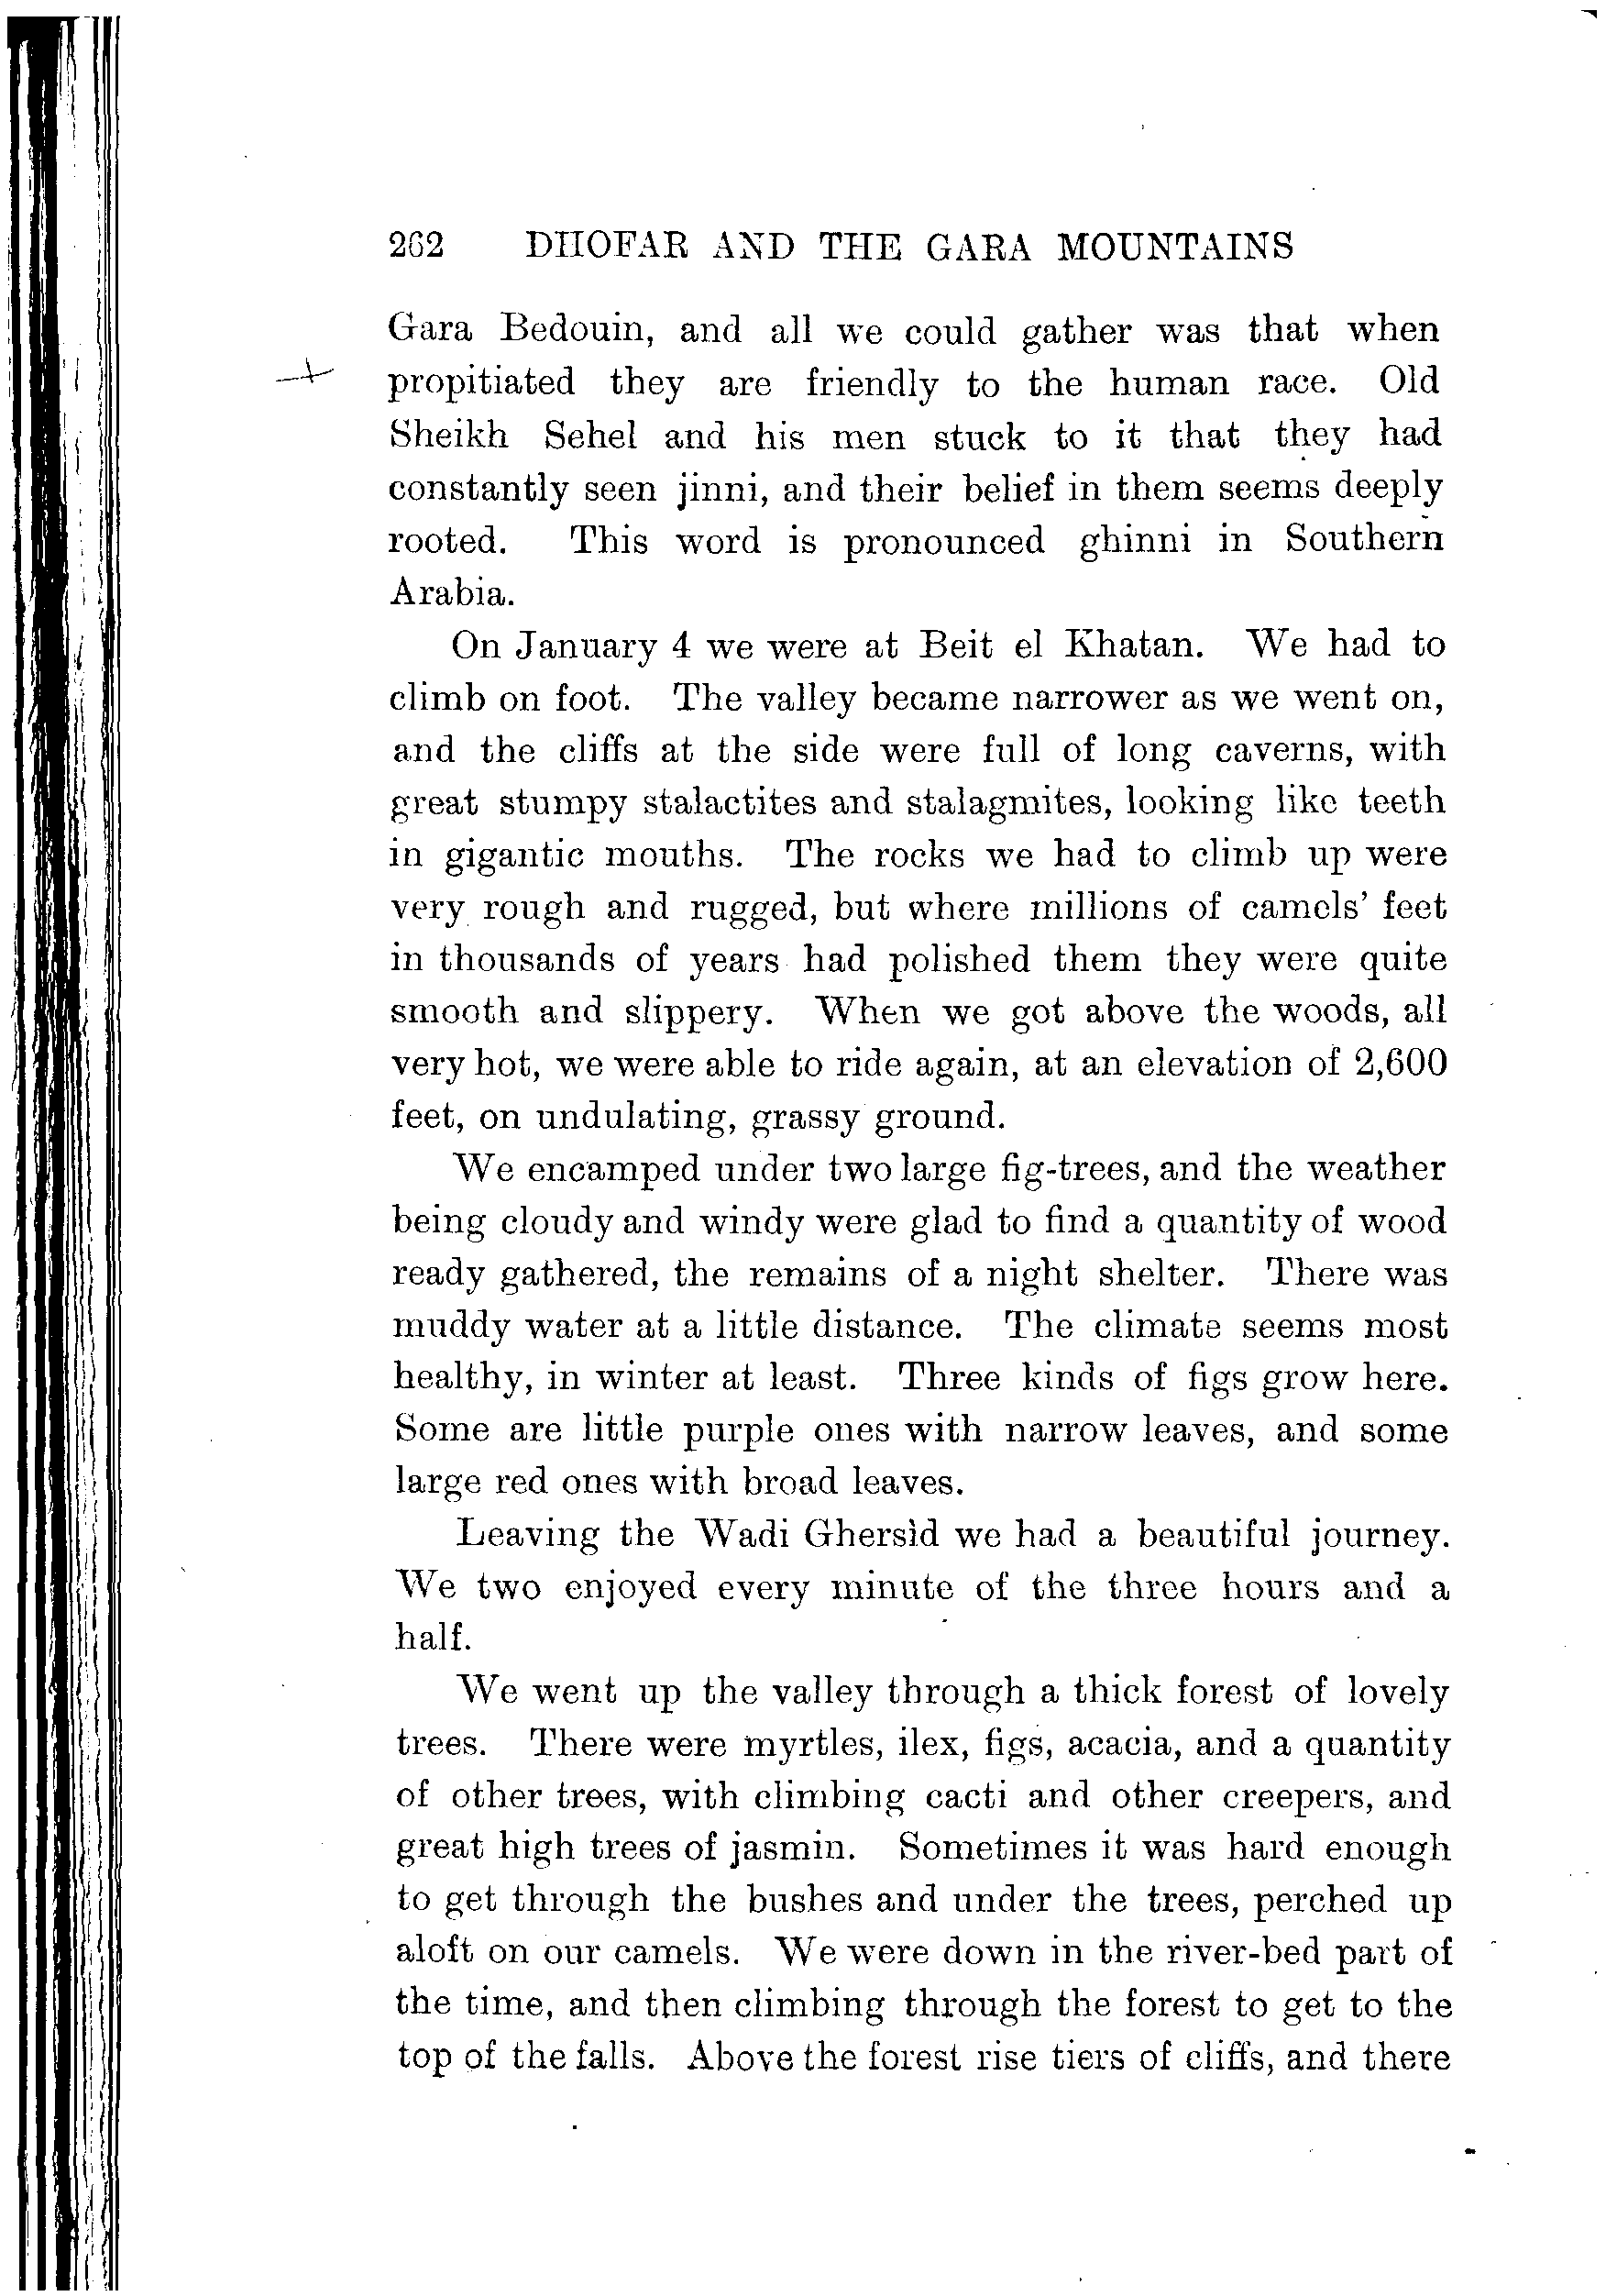 262 DHOFAR AND THE GARA MOUNTAINS
Gara Bedouin, and all we could gather was that when
propitiated they are friendly to the human race. Old
Sheikh Sehel and his men stuck to it that they had
constantly seen jinni, and their belief in them seems deeply
rooted. This word is pronounced ghinni in Southern
Arabia.
On January 4 we were at Beit el Khatan. We had to
climb on foot. The valley became narrower as we went on,
and the cliffs at the side were full of long caverns, with
great stumpy stalactites and stalagmites, looking like teeth
in gigantic mouths. The rocks we had to climb up were
very rough and rugged, but where millions of camels' feet
in thousands of years had polished them they were quite
smooth and slippery. When we got above the woods, all
very hot, we were able to ride again, at an elevation of 2,600
feet, on undulating, grassy ground.
We encamped under two large fig-trees, and the weather
being cloudy and windy were glad to find a quantity of wood
ready gathered, the remains of a night shelter. There was
muddy water at a little distance. The climate seems most
healthy, in winter at least. Three kinds of figs grow here.
Some are little purple ones with narrow leaves, and some
large red ones with broad leaves.
Leaving the Wadi Ghersìd we had a beautiful journey.
We two enjoyed every minute of the three hours and a
half.
We went up the valley through a thick forest of lovely
trees. There were myrtles, ilex, figs, acacia, and a quantity
of other trees, with climbing cacti and other creepers, and
great high trees of jasmin. Sometimes it was hard enough
to get through the bushes and under the trees, perched up
aloft on our camels. We were down in the river-bed part of
the time, and then climbing through the forest to get to the
top of the falls. Above the forest rise tiers of cliffs, and there